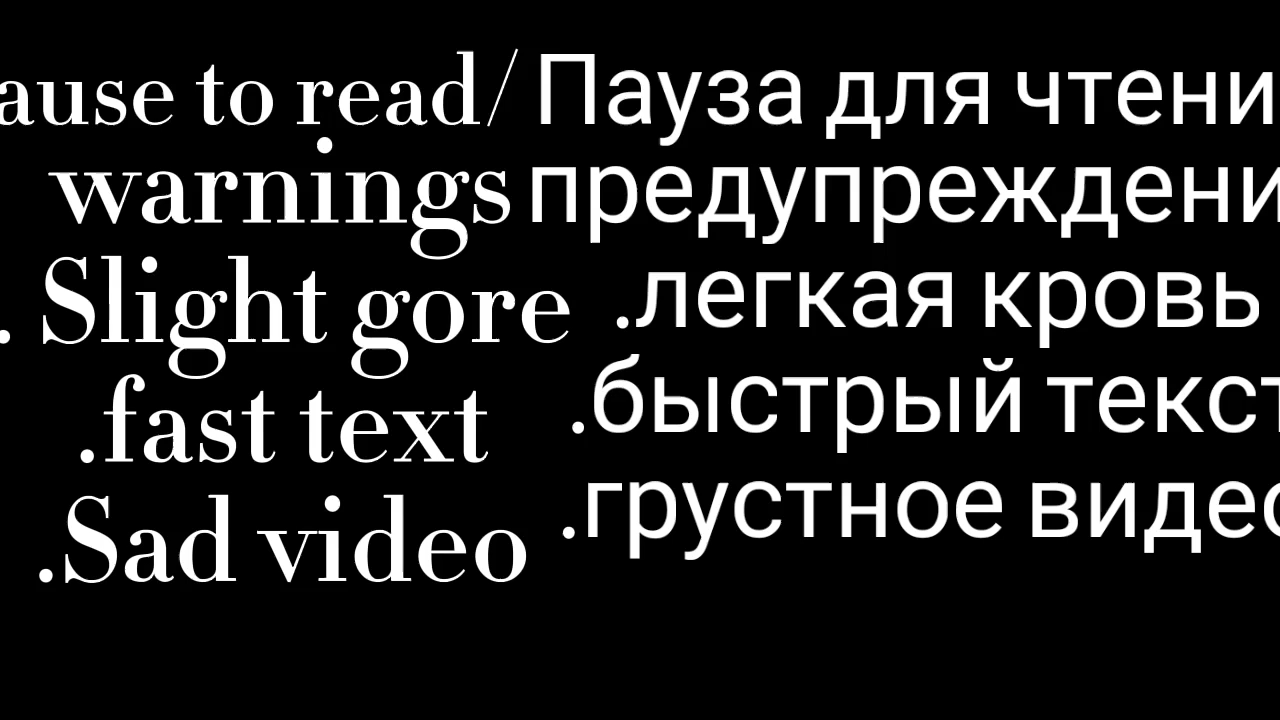 ause to read/ Пауза для чтени
warnings предупреждени
. Slight gore .легкая кровь
.fast text .быстрый текст
.Sad video .грустное видео